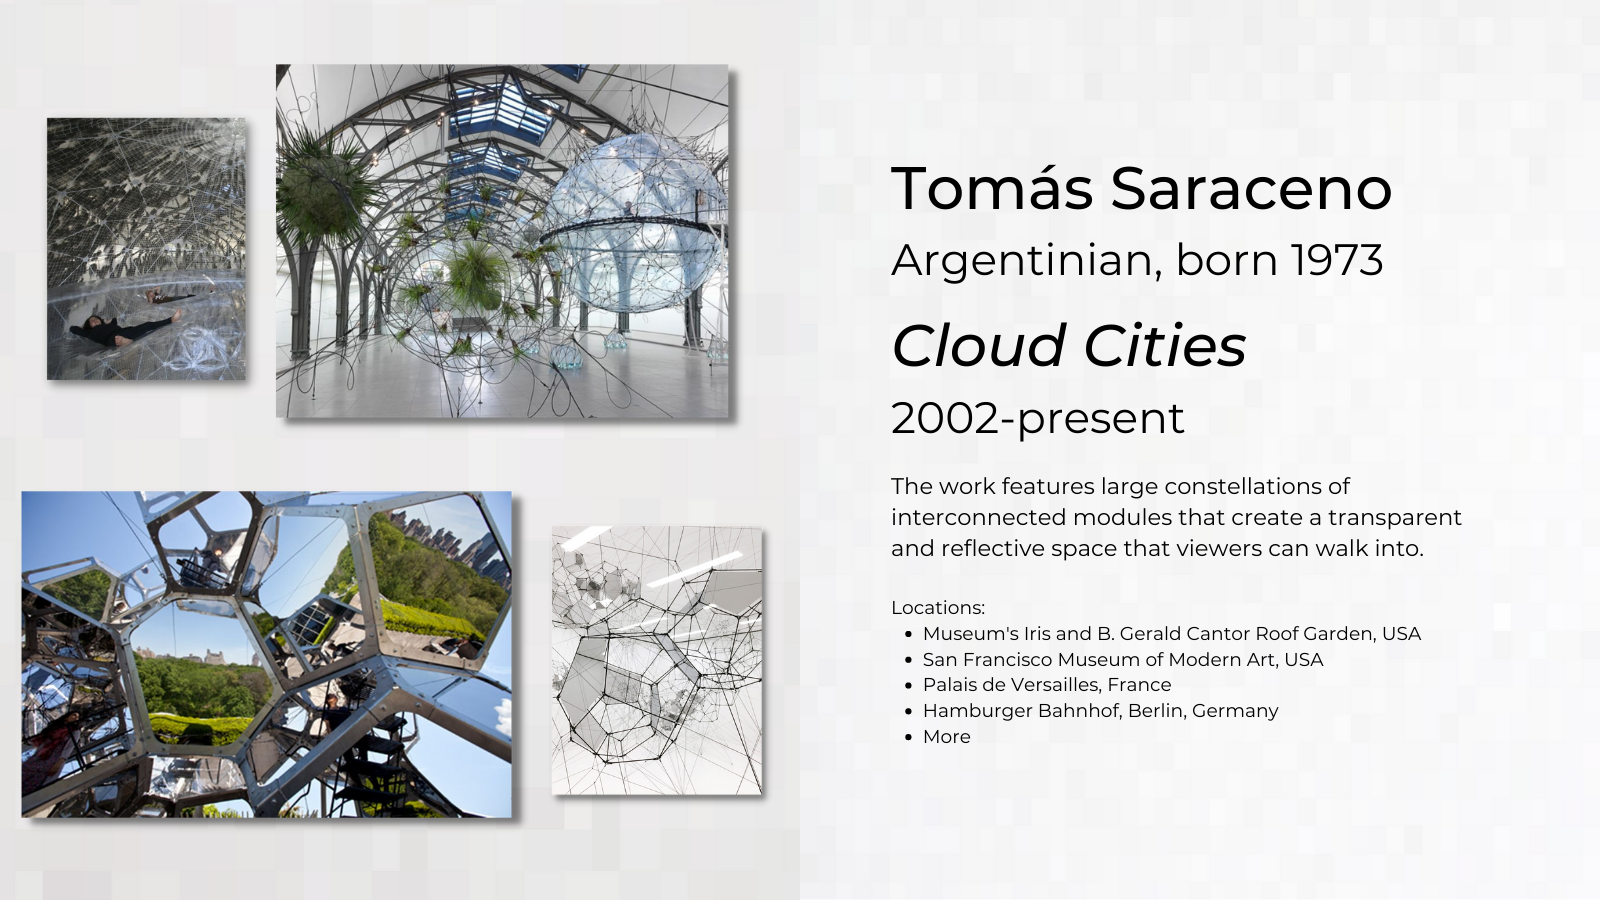 Tomás Saraceno
Argentinian, born 1973
Cloud Cities
2002-present
The work features large constellations of
interconnected modules that create a transparent
and reflective space that viewers can walk into.
Locations:
• Museum's Iris and B. Gerald Cantor Roof Garden, USA
• San Francisco Museum of Modern Art, USA
• Palais de Versailles, France
• Hamburger Bahnhof, Berlin, Germany
• More